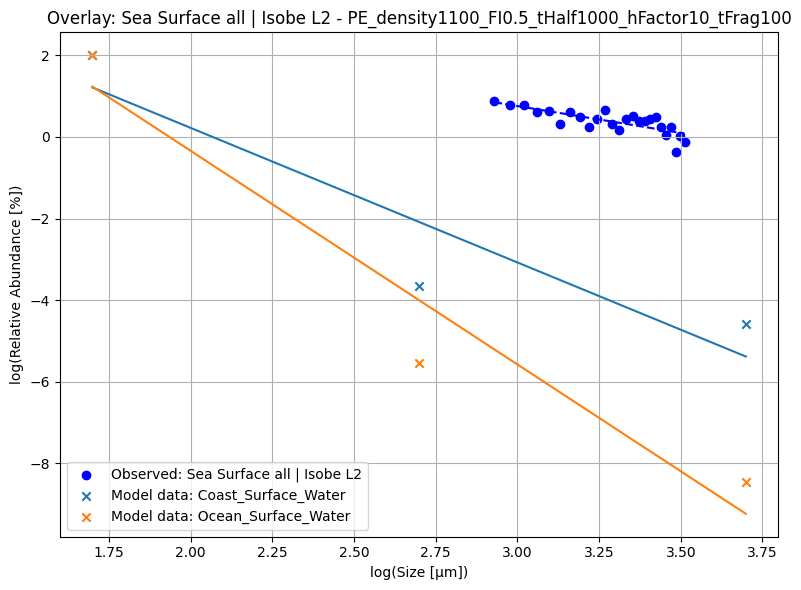 Overlay: Sea Surface all | Isobe L2 - PE_density1100_FI0.5_tHalf1000_hFactor10_tFrag100
log(Relative Abundance [%])
2
0
−2
−4
−6
−8
Observed: Sea Surface all | Isobe L2
Model data: Coast_Surface_Water
Model data: Ocean_Surface_Water
1.75 2.00 2.25 2.50 2.75 3.00 3.25 3.50 3.75
log(Size [μm])